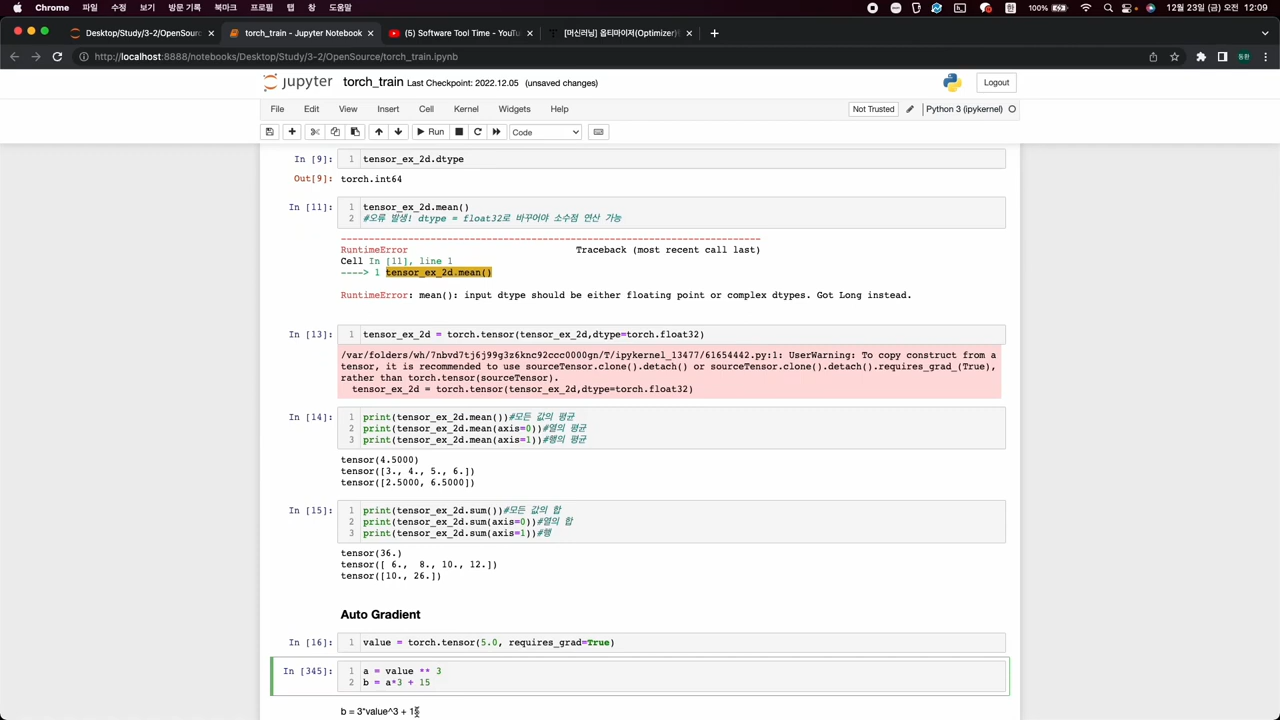 Chrome 파일 수정 보기 방문 기록 북마크 프로필 탭 창 도움말 100% 12월 23일 (금) 오전 12:09
Desktop/Study/3-2/OpenSourc torch_train - Jupyter Notebook (5) Software Tool Time - YouTu [머신러닝] 옵티마이저(Optimizer)란
http://localhost:8888/notebooks/Desktop/Study/3-2/OpenSource/torch_train.ipynb 동환
jupyter torch_train Last Checkpoint: 2022.12.05 (unsaved changes) Logout
File Edit View Insert Cell Kernel Widgets Help Not Trusted Python 3 (ipykernel)
Run Code
In [9]: 1 tensor_ex_2d.dtype
Out[9]: torch.int64
In [11]: 1 tensor_ex_2d.mean()
2 #오류 발생! dtype = float32로 바꾸어야 소수점 연산 가능
---------------------------------------------------------------------------
RuntimeError Traceback (most recent call last)
Cell In [11], line 1
----> 1 tensor_ex_2d.mean()
RuntimeError: mean(): input dtype should be either floating point or complex dtypes. Got Long instead.
In [13]: 1 tensor_ex_2d = torch.tensor(tensor_ex_2d,dtype=torch.float32)
/var/folders/wh/7nbvd7tj6j99g3z6knc92ccc0000gn/T/ipykernel_13477/61654442.py:1: UserWarning: To copy construct from a
tensor, it is recommended to use sourceTensor.clone().detach() or sourceTensor.clone().detach().requires_grad_(True),
rather than torch.tensor(sourceTensor).
tensor_ex_2d = torch.tensor(tensor_ex_2d,dtype=torch.float32)
In [14]: 1 print(tensor_ex_2d.mean())#모든 값의 평균
2 print(tensor_ex_2d.mean(axis=0))#열의 평균
3 print(tensor_ex_2d.mean(axis=1))#행의 평균
tensor(4.5000)
tensor([3., 4., 5., 6.])
tensor([2.5000, 6.5000])
In [15]: 1 print(tensor_ex_2d.sum())#모든 값의 합
2 print(tensor_ex_2d.sum(axis=0))#열의 합
3 print(tensor_ex_2d.sum(axis=1))#행
tensor(36.)
tensor([ 6., 8., 10., 12.])
tensor([10., 26.])
Auto Gradient
In [16]: 1 value = torch.tensor(5.0, requires_grad=True)
In [345]: 1 a = value ** 3
2 b = a*3 + 15
b = 3*value^3 + 15